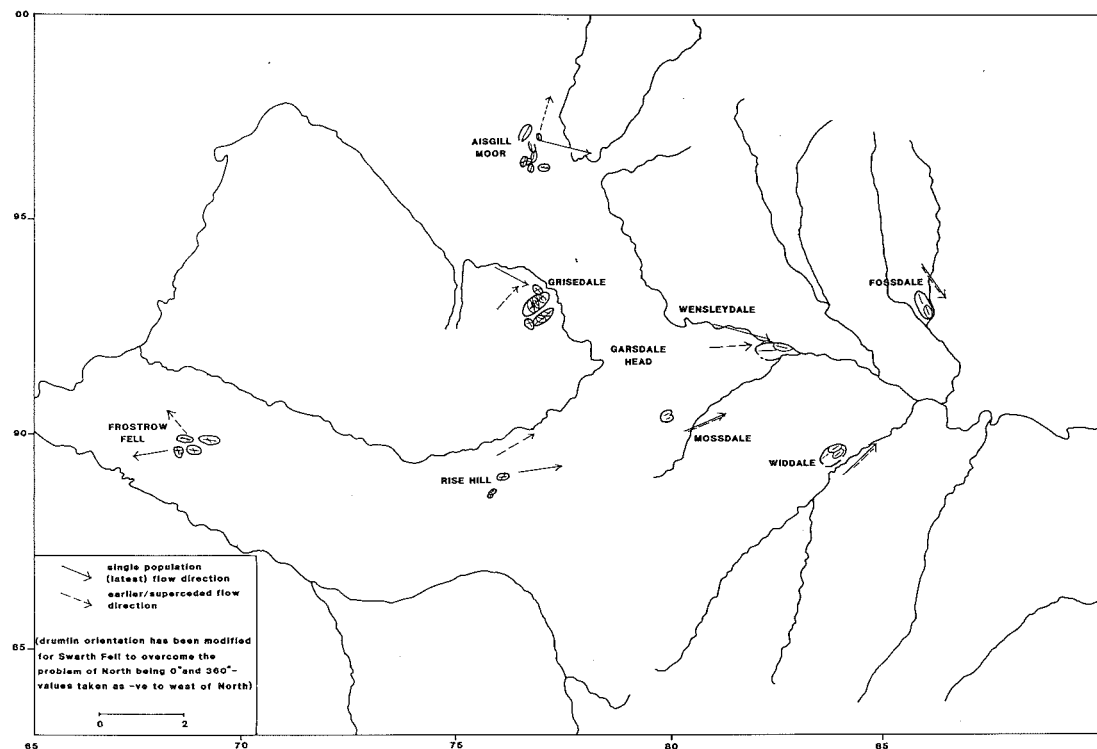 00
AISGILL
MOOR
95
GRISEDALE
FOSSDALE
WENSLEYDALE
GARSDALE
HEAD
90
FROSTROW
FELL
MOSSDALE
WIDDALE
RISE HILL
single population
(latest) flow direction
earlier/superceded flow
direction
(drumlin orientation has been modified
for Swarth Fell to overcome the
problem of North being 0° and 360°-
values taken as -ve to west of North)
0 2
85
65 70 75 80 85